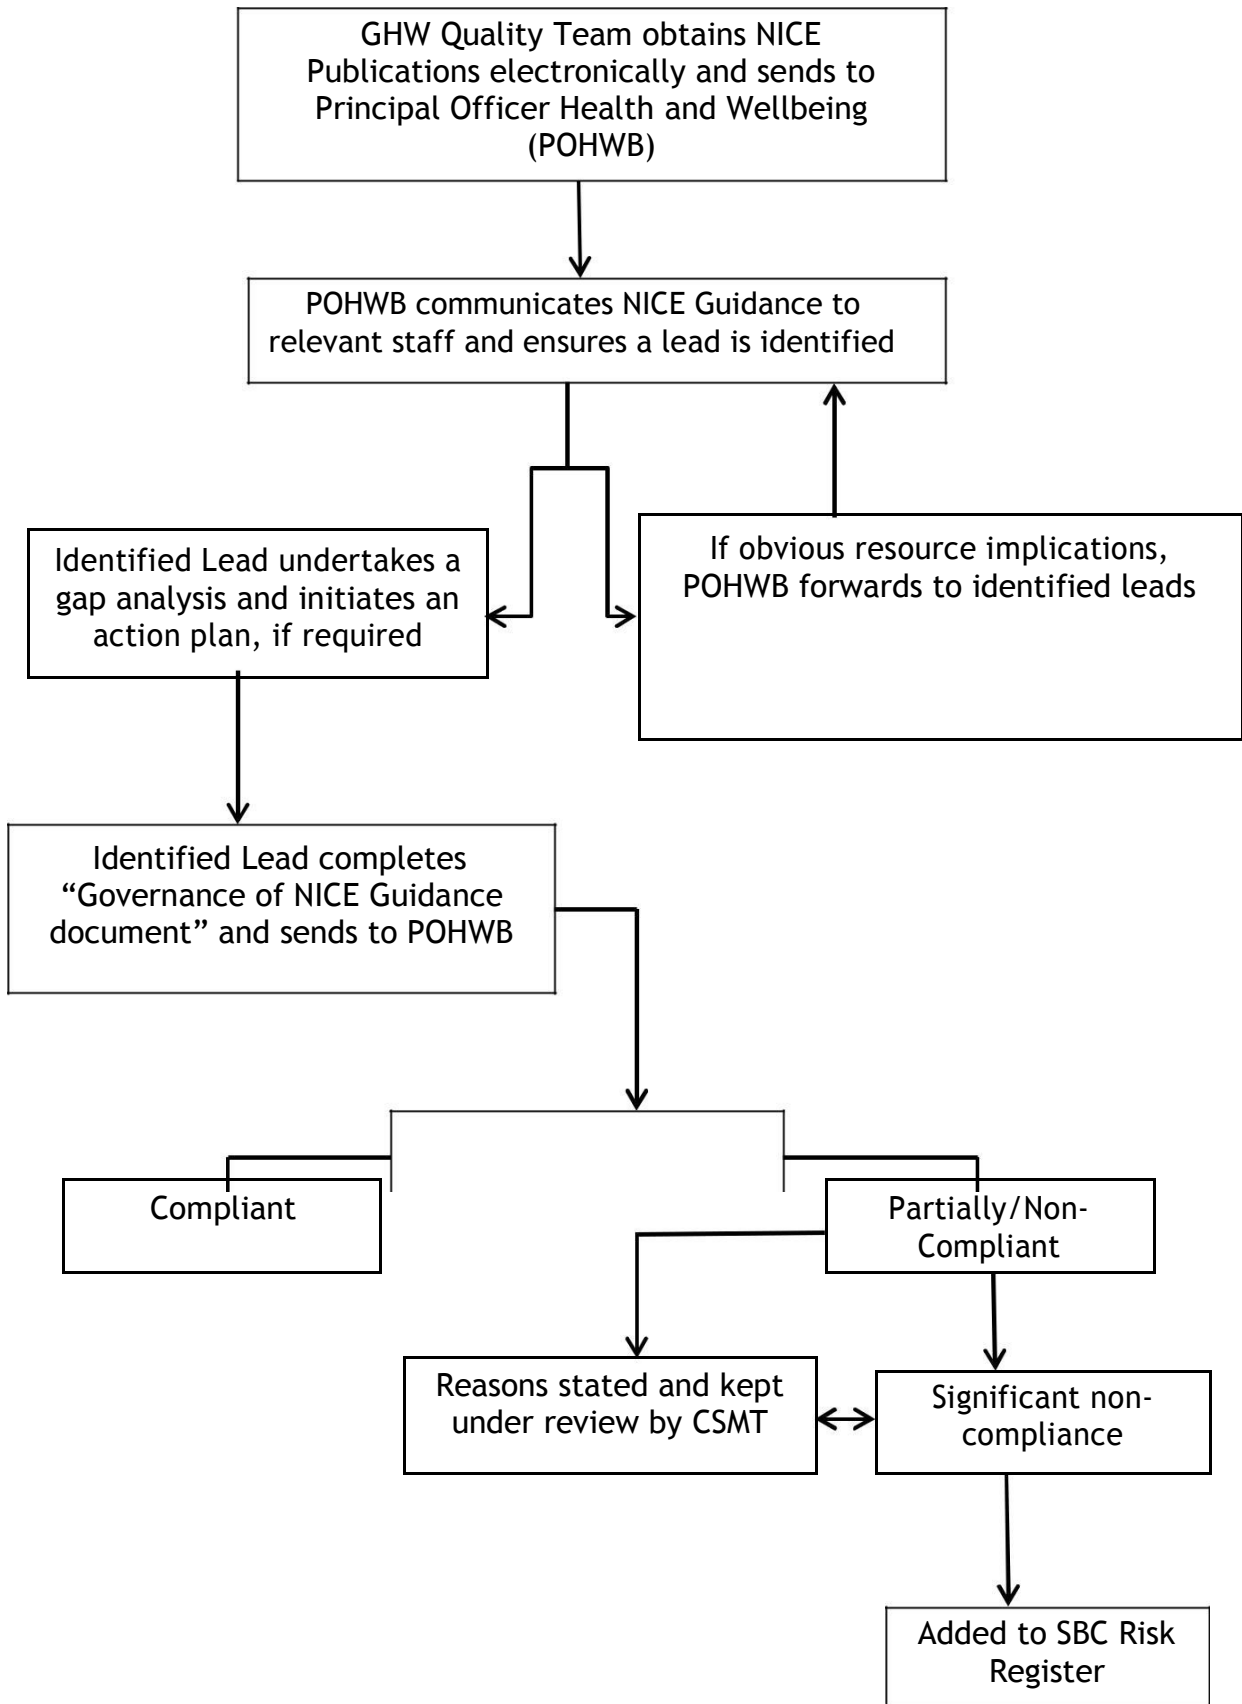 GHW Quality Team obtains NICE
Publications electronically and sends to
Principal Officer Health and Wellbeing
(POHWB)
POHWB communicates NICE Guidance to
relevant staff and ensures a lead is identified
Identified Lead undertakes a
gap analysis and initiates an
action plan, if required
If obvious resource implications,
POHWB forwards to identified leads
Identified Lead completes
“Governance of NICE Guidance
document” and sends to POHWB
Compliant
Partially/Non-
Compliant
Reasons stated and kept
under review by CSMT
Significant non-
compliance
Added to SBC Risk
Register